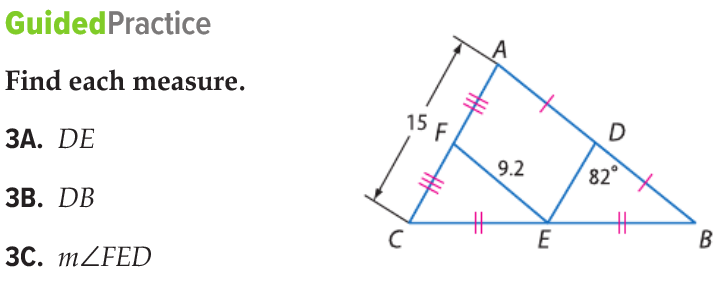 GuidedPractice
Find each measure.
3A. DE
3B. DB
3C. m∠FED
A
15
F
D
9.2
82°
C
E
B